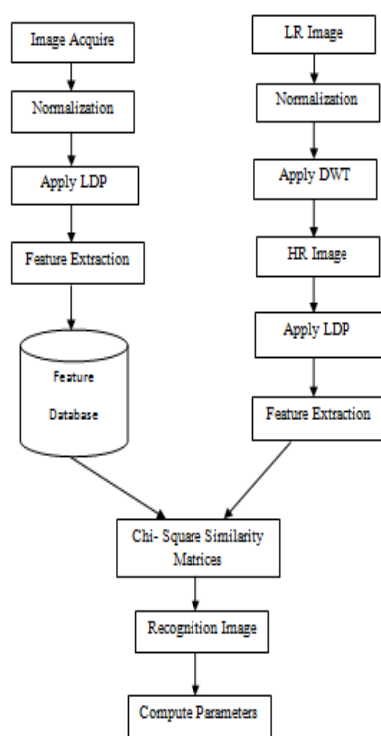 Image Acquire
Normalization
Apply LDP
Feature Extraction
Feature
Database
LR Image
Normalization
Apply DWT
HR Image
Apply LDP
Feature Extraction
Chi- Square Similarity
Matrices
Recognition Image
Compute Parameters